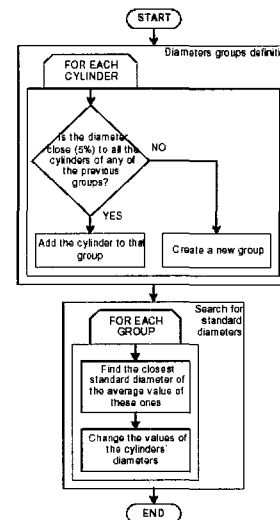 START
Diameters groups definition
FOR EACH
CYLINDER
Is the diameter
close (5%) to all the
cylinders of any of
the previous
groups?
NO
YES
Add the cylinder to that
group
Create a new group
Search for
standard
diameters
FOR EACH
GROUP
Find the closest
standard diameter of
the average value of
these ones
Change the values of
the cylinders'
diameters
END